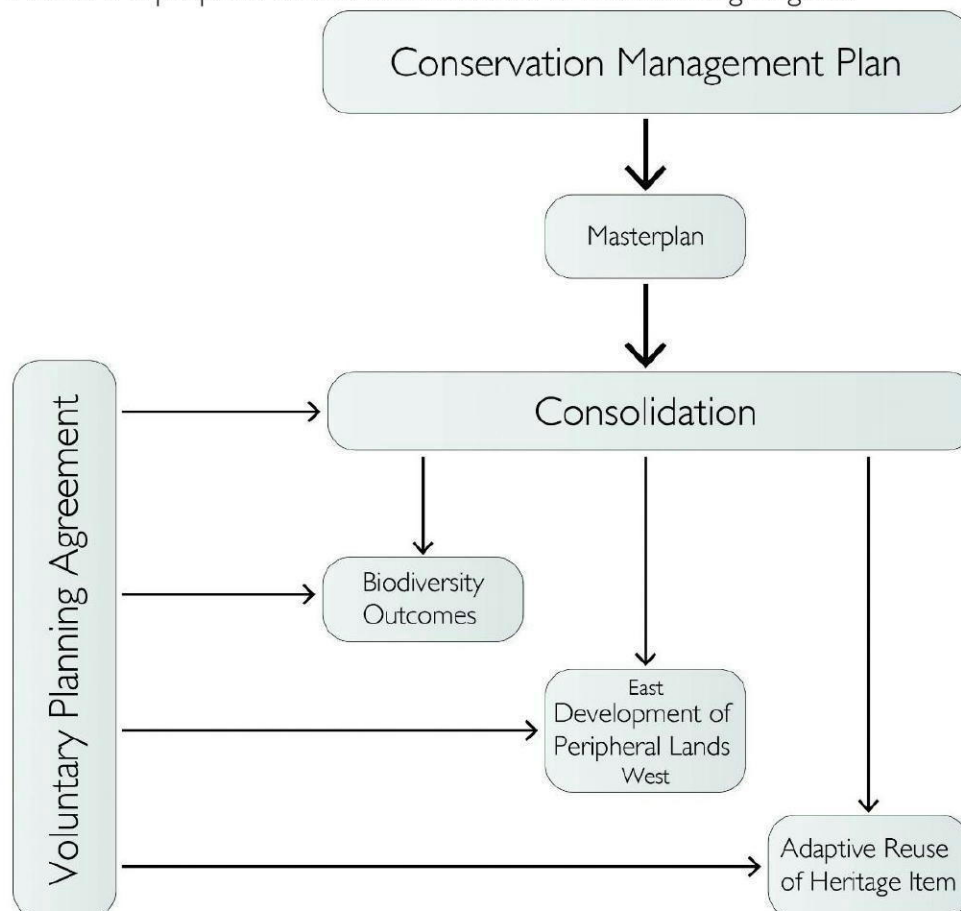 Conservation Management Plan
Masterplan
Consolidation
Voluntary Planning Agreement
Biodiversity
Outcomes
East
Development of
Peripheral Lands
West
Adaptive Reuse
of Heritage Item